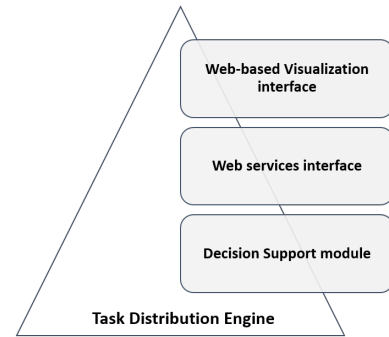 Web-based Visualization
interface
Web services interface
Decision Support module
Task Distribution Engine